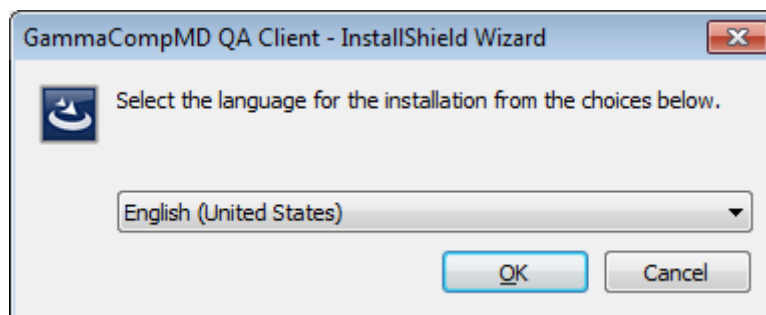 GammaCompMD QA Client - InstallShield Wizard
Select the language for the installation from the choices below.
English (United States)
OK Cancel